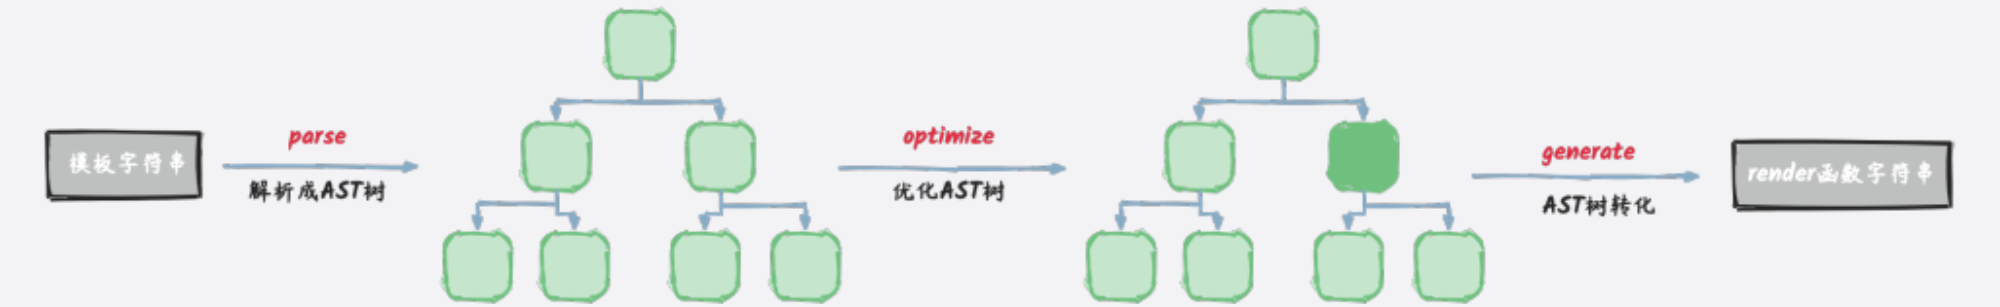 模板字符串
parse
解析成AST树
optimize
优化AST树
generate
AST树转化
render函数字符串